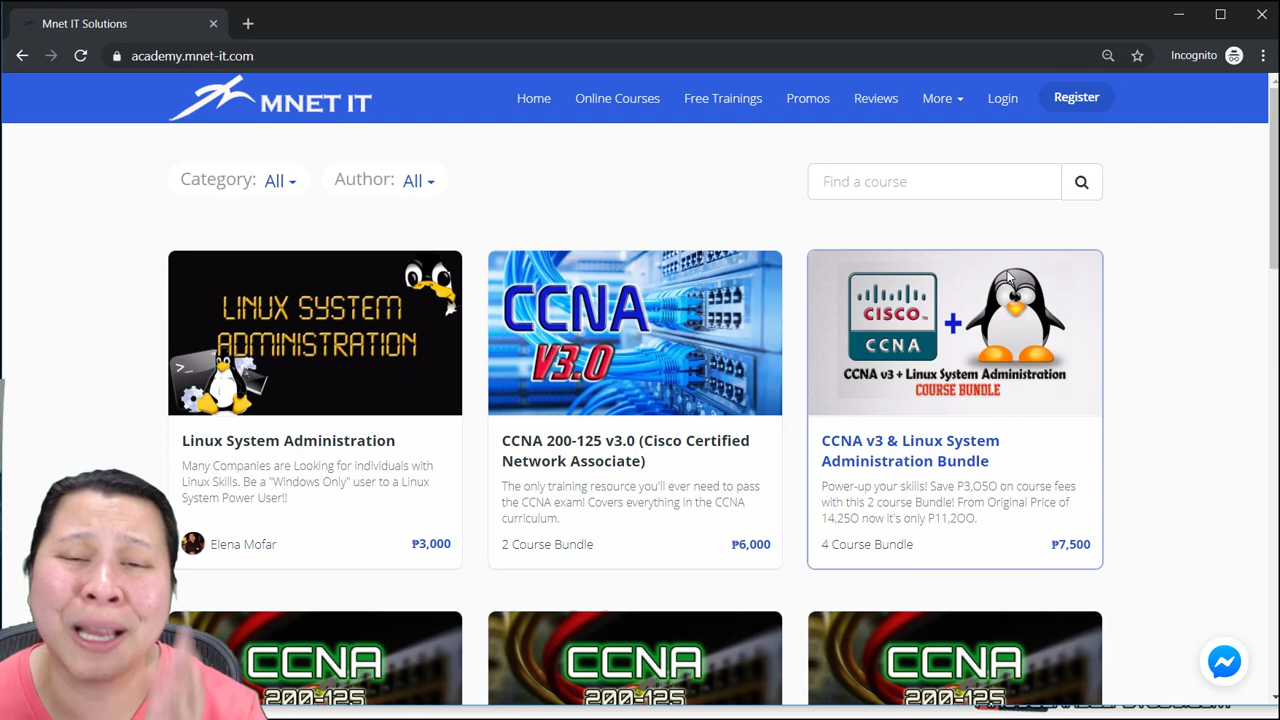 Mnet IT Solutions
academy.mnet-it.com
Incognito
MNET IT
Home
Online Courses
Free Trainings
Promos
Reviews
More
Login
Register
Category: All
Author: All
Find a course
LINUX SYSTEM
ADMINISTRATION
>_
CCNA
V3.0
CISCO
CCNA
+
CCNA v3 + Linux System Administration
COURSE BUNDLE
Linux System Administration
Many Companies are Looking for Individuals with
Linux Skills. Be a "Windows Only" user to a Linux
System Power User!!
Elena Mofar
₱3,000
CCNA 200-125 v3.0 (Cisco Certified
Network Associate)
The only training resource you'll ever need to pass
the CCNA exam! Covers everything in the CCNA
curriculum.
2 Course Bundle
₱6,000
CCNA v3 & Linux System
Administration Bundle
Power-up your skills! Save P3,O5O on course fees
with this 2 course Bundle! From Original Price of
14,25O now it's only P11,2OO.
4 Course Bundle
₱7,500
CCNA
200-125
CCNA
200-125
CCNA
200-125